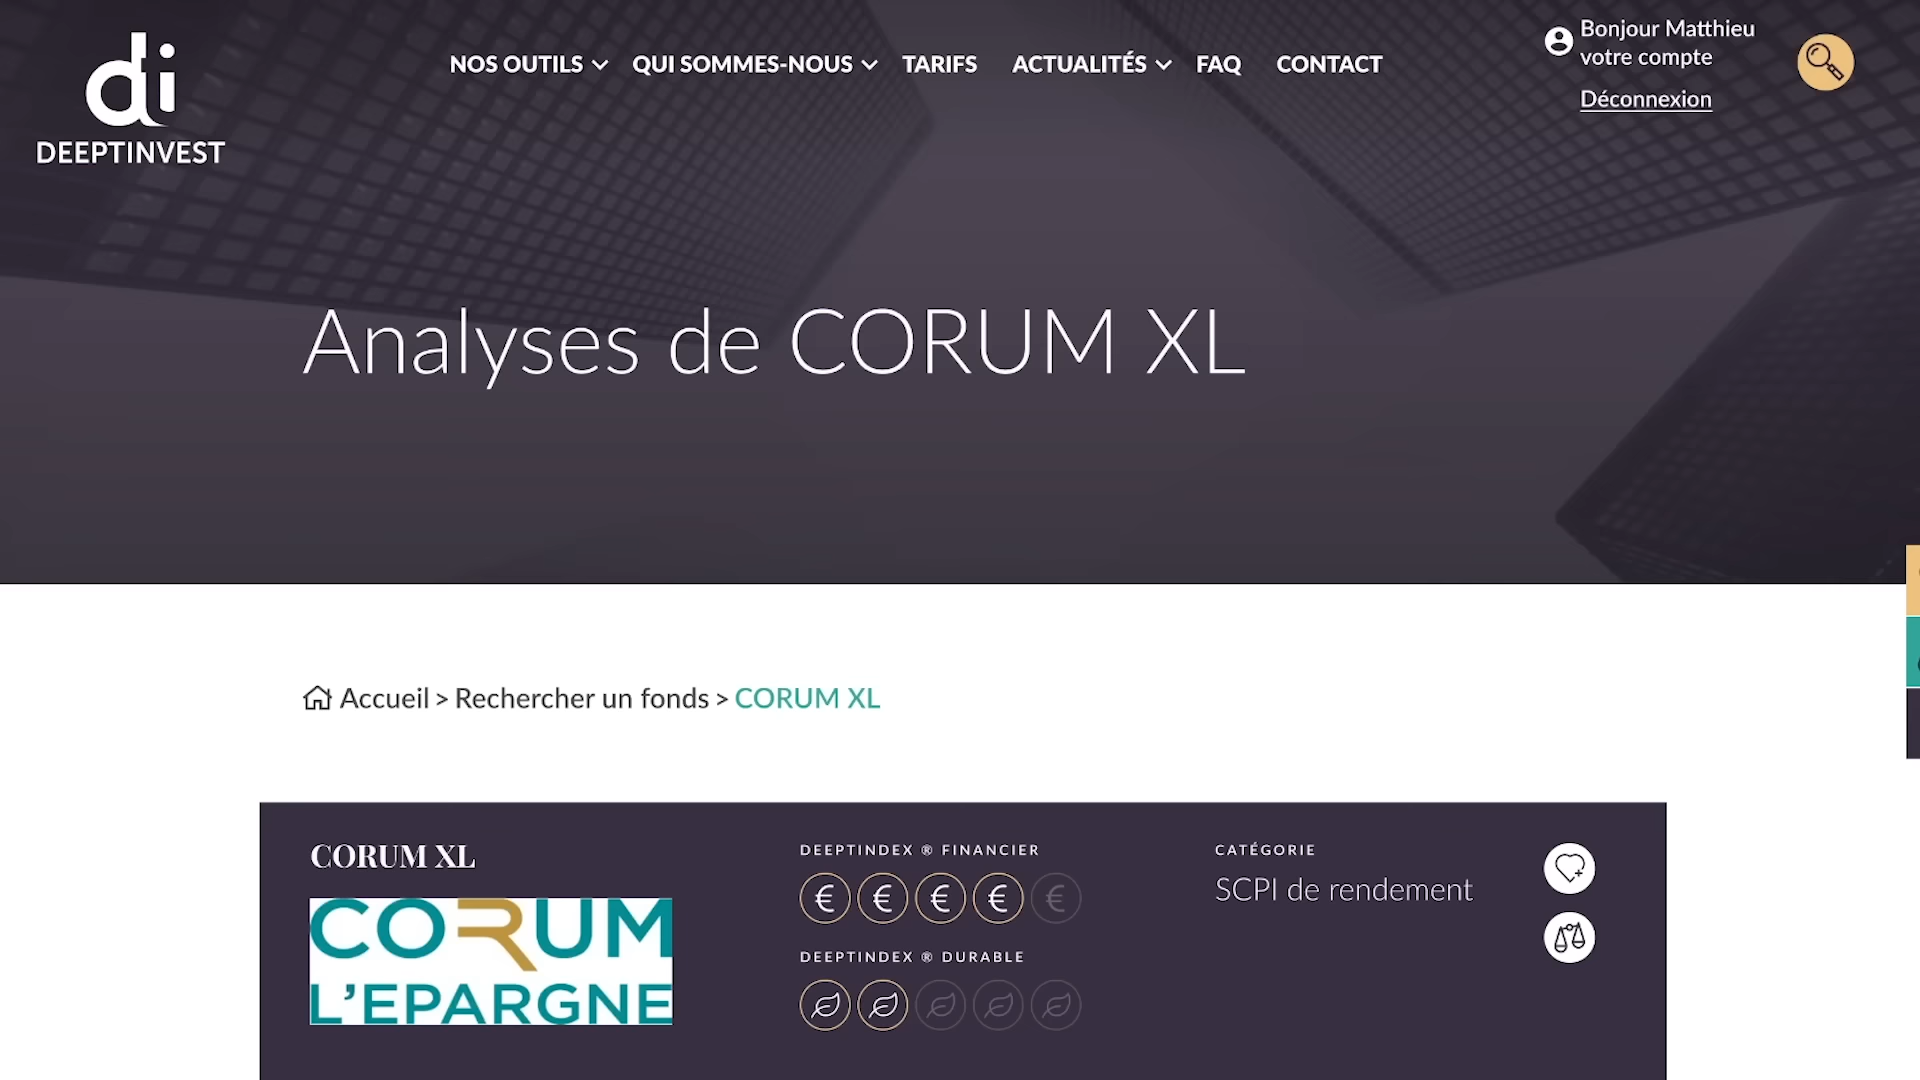 di
DEEPTINVEST
NOS OUTILS
QUI SOMMES-NOUS
TARIFS
ACTUALITÉS
FAQ
CONTACT
Bonjour Matthieu
votre compte
Déconnexion
Analyses de CORUM XL
Accueil > Rechercher un fonds > CORUM XL
CORUM XL
CORUM
L'EPARGNE
DEEPTINDEX ® FINANCIER
€ € € € €
DEEPTINDEX ® DURABLE
CATÉGORIE
SCPI de rendement